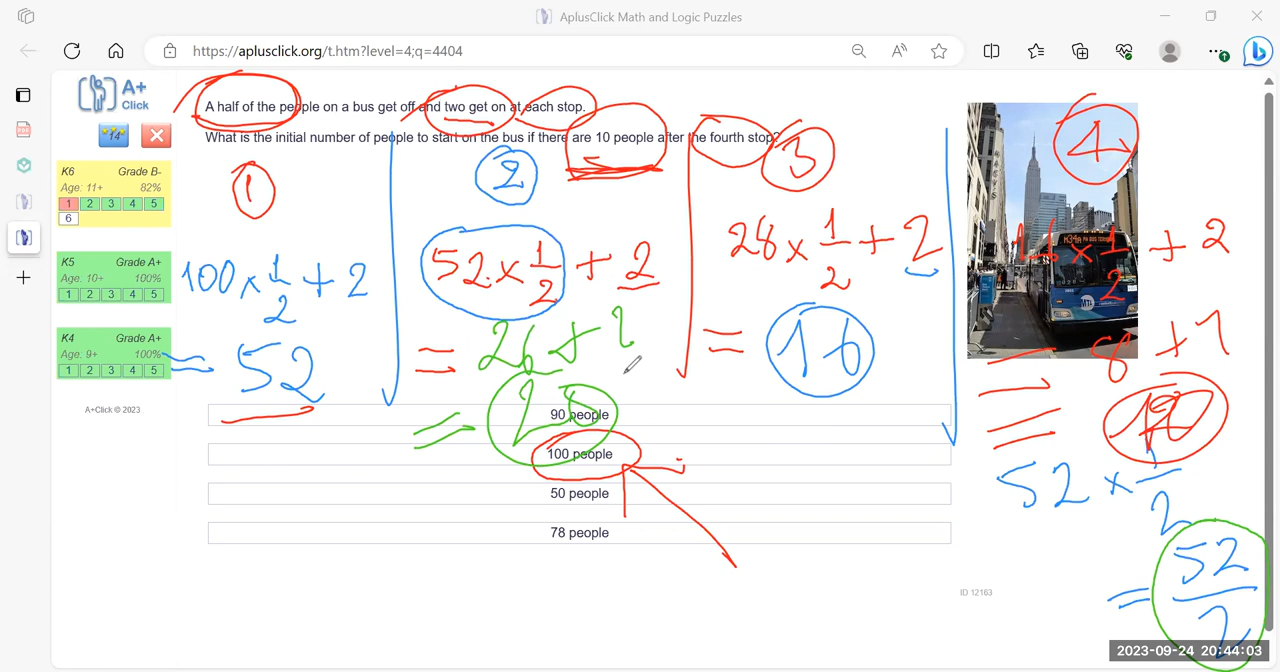 AplusClick Math and Logic Puzzles
https://aplusclick.org/t.htm?level=4;q=4404
A+
Click
14
K6 Grade B-
Age: 11+ 82%
1 2 3 4 5
6
K5 Grade A+
Age: 10+ 100%
1 2 3 4 5
K4 Grade A+
Age: 9+ 100%
1 2 3 4 5
A+Click © 2023
A half of the people on a bus get off and two get on at each stop.
What is the initial number of people to start on the bus if there are 10 people after the fourth stop?
1
100 × 1/2 + 2
= 52
2
52 × 1/2 + 2
= 26 + 2
= 28
3
28 × 1/2 + 2
= 16
4
16 × 1/2 + 2
= 8 +
=
52 × 1/2
= 52/2
90 people
100 people
50 people
78 people
ID 12163
2023-09-24 20:44:03